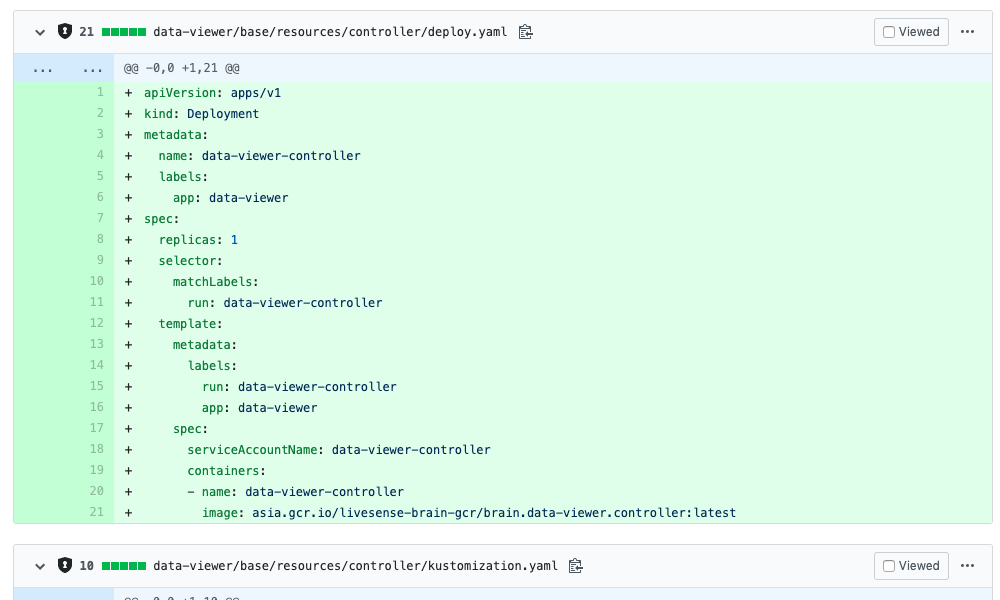 21 data-viewer/base/resources/controller/deploy.yaml Viewed ...
... ... @@ -0,0 +1,21 @@
1 + apiVersion: apps/v1
2 + kind: Deployment
3 + metadata:
4 +   name: data-viewer-controller
5 +   labels:
6 +     app: data-viewer
7 + spec:
8 +   replicas: 1
9 +   selector:
10 +     matchLabels:
11 +       run: data-viewer-controller
12 +   template:
13 +     metadata:
14 +       labels:
15 +         run: data-viewer-controller
16 +         app: data-viewer
17 +     spec:
18 +       serviceAccountName: data-viewer-controller
19 +       containers:
20 +       - name: data-viewer-controller
21 +         image: asia.gcr.io/livesense-brain-gcr/brain.data-viewer.controller:latest
10 data-viewer/base/resources/controller/kustomization.yaml Viewed ...
@@ -0,0 +1,10 @@